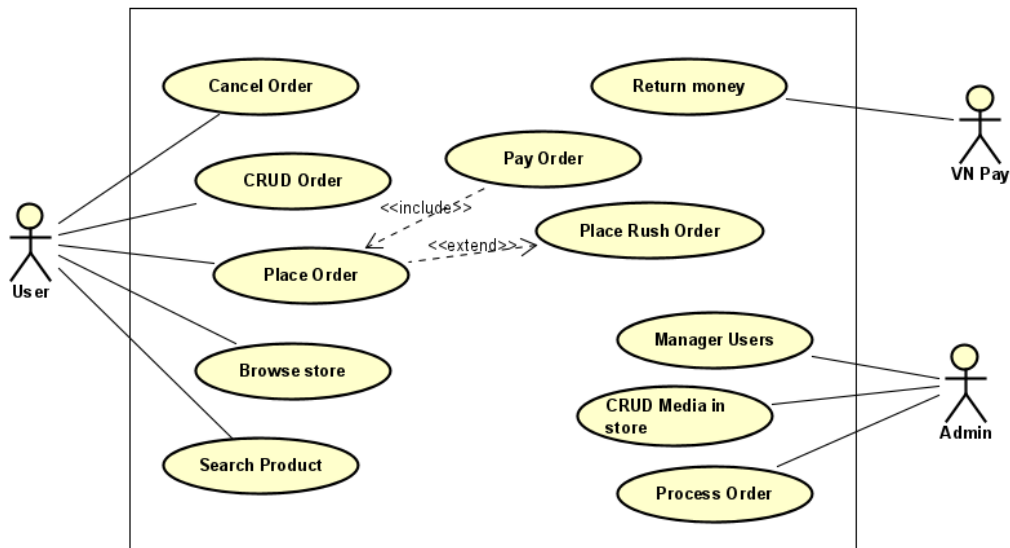 Cancel Order
Return money
Pay Order
VN Pay
CRUD Order
<<include>>
Place Rush Order
<<extend>>
Place Order
User
Manager Users
Browse store
CRUD Media in
store
Admin
Search Product
Process Order